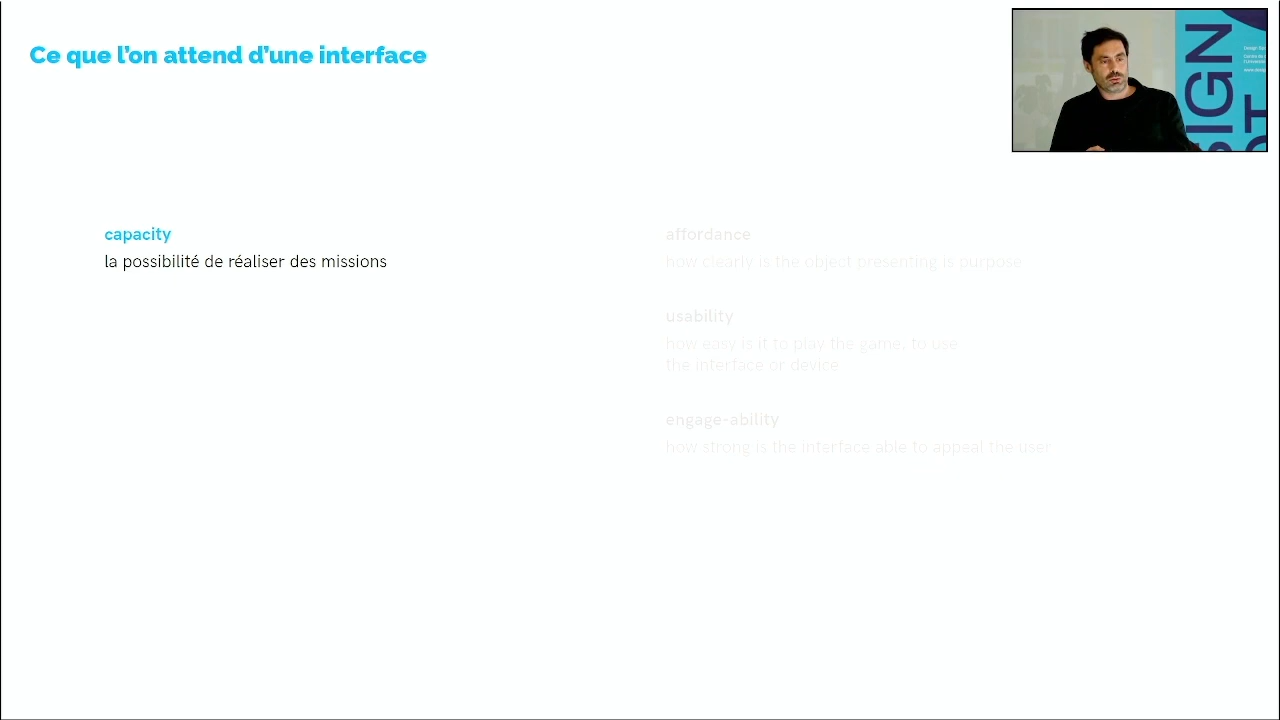 Ce que l'on attend d'une interface
capacity
la possibilité de réaliser des missions
affordance
how clearly is the object presenting is purpose
usability
how easy is it to play the game, to use
the interface or device
engage-ability
how strong is the interface able to appeal the user
IGN